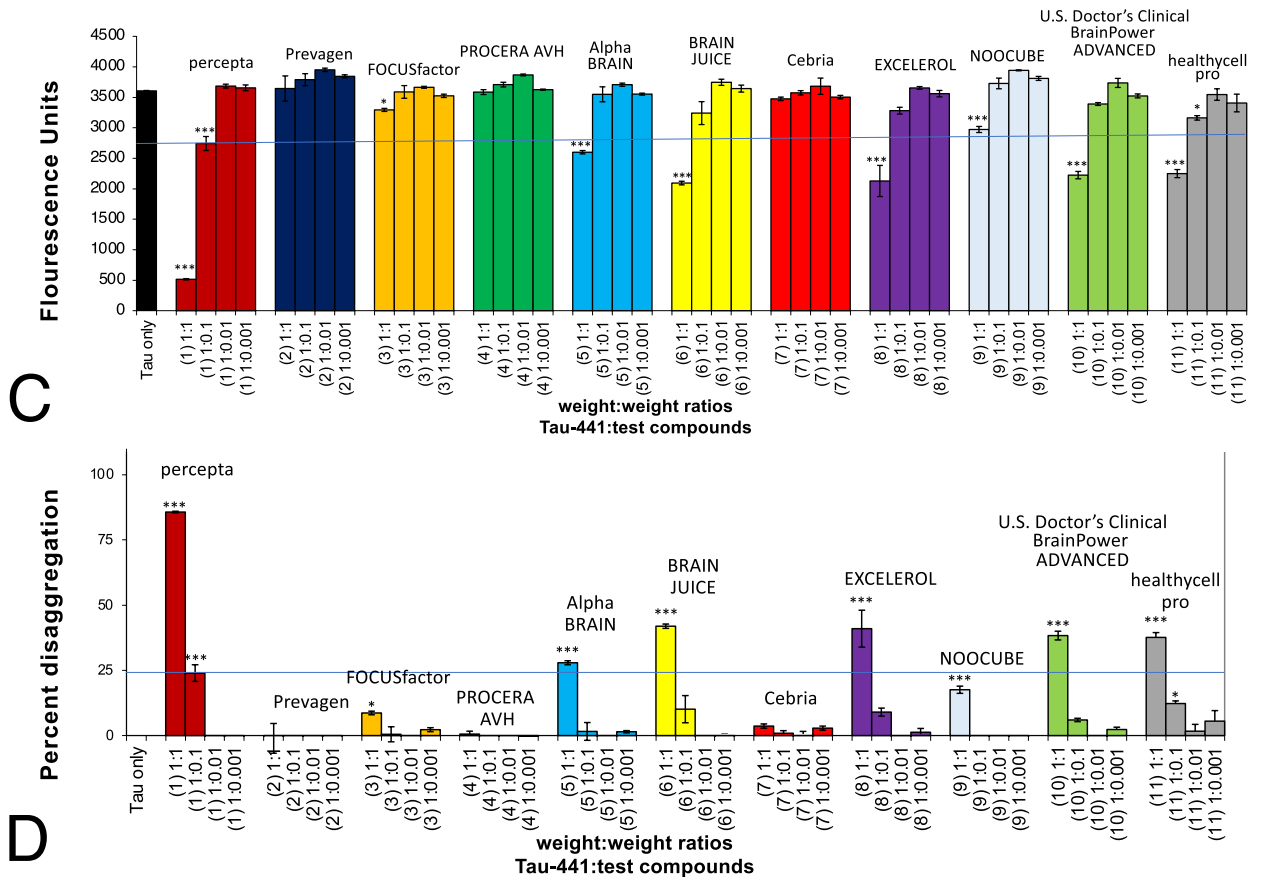 U.S. Doctor's Clinical
BrainPower
ADVANCED
percepta
Prevagen
FOCUSfactor
PROCERA AVH
Alpha
BRAIN
BRAIN
JUICE
Cebria
EXCELEROL
NOOCUBE
healthycell
pro
Flourescence Units
4500
4000
3500
3000
2500
2000
1500
1000
500
0
***
***
*
***
***
***
***
***
***
*
Tau only
(1) 1:1
(1) 1:0.1
(1) 1:0.01
(1) 1:0.001
(2) 1:1
(2) 1:0.1
(2) 1:0.01
(2) 1:0.001
(3) 1:1
(3) 1:0.1
(3) 1:0.01
(3) 1:0.001
(4) 1:1
(4) 1:0.1
(4) 1:0.01
(4) 1:0.001
(5) 1:1
(5) 1:0.1
(5) 1:0.01
(5) 1:0.001
(6) 1:1
(6) 1:0.1
(6) 1:0.01
(6) 1:0.001
(7) 1:1
(7) 1:0.1
(7) 1:0.01
(7) 1:0.001
(8) 1:1
(8) 1:0.1
(8) 1:0.01
(8) 1:0.001
(9) 1:1
(9) 1:0.1
(9) 1:0.01
(9) 1:0.001
(10) 1:1
(10) 1:0.1
(10) 1:0.01
(10) 1:0.001
(11) 1:1
(11) 1:0.1
(11) 1:0.01
(11) 1:0.001
C
weight:weight ratios
Tau-441:test compounds
percepta
Prevagen
FOCUSfactor
PROCERA
AVH
Alpha
BRAIN
BRAIN
JUICE
Cebria
EXCELEROL
NOOCUBE
U.S. Doctor's Clinical
BrainPower
ADVANCED
healthycell
pro
Percent disaggregation
100
75
50
25
0
***
***
*
***
***
***
***
***
***
*
Tau only
(1) 1:1
(1) 1:0.1
(1) 1:0.01
(1) 1:0.001
(2) 1:1
(2) 1:0.1
(2) 1:0.01
(2) 1:0.001
(3) 1:1
(3) 1:0.1
(3) 1:0.01
(3) 1:0.001
(4) 1:1
(4) 1:0.1
(4) 1:0.01
(4) 1:0.001
(5) 1:1
(5) 1:0.1
(5) 1:0.01
(5) 1:0.001
(6) 1:1
(6) 1:0.1
(6) 1:0.01
(6) 1:0.001
(7) 1:1
(7) 1:0.1
(7) 1:0.01
(7) 1:0.001
(8) 1:1
(8) 1:0.1
(8) 1:0.01
(8) 1:0.001
(9) 1:1
(9) 1:0.1
(9) 1:0.01
(9) 1:0.001
(10) 1:1
(10) 1:0.1
(10) 1:0.01
(10) 1:0.001
(11) 1:1
(11) 1:0.1
(11) 1:0.01
(11) 1:0.001
D
weight:weight ratios
Tau-441:test compounds